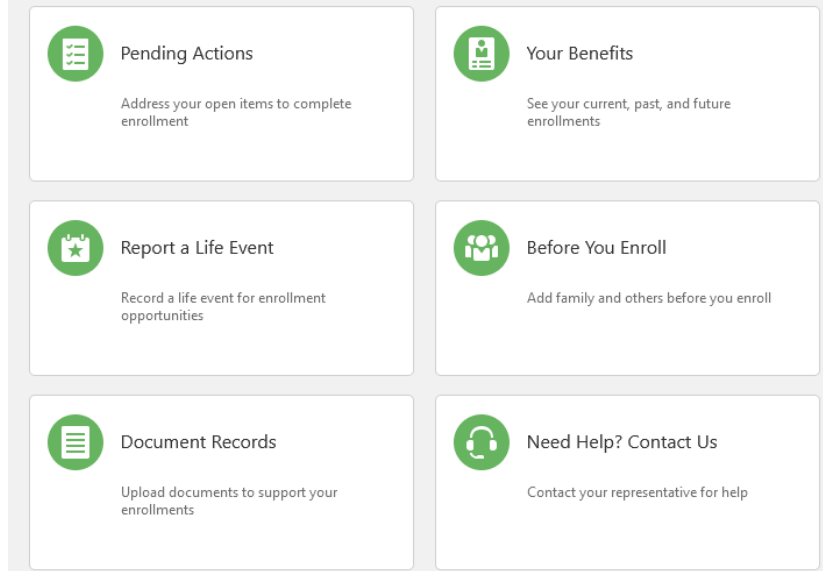 Pending Actions
Address your open items to complete
enrollment
Your Benefits
See your current, past, and future
enrollments
Report a Life Event
Record a life event for enrollment
opportunities
Before You Enroll
Add family and others before you enroll
Document Records
Upload documents to support your
enrollments
Need Help? Contact Us
Contact your representative for help